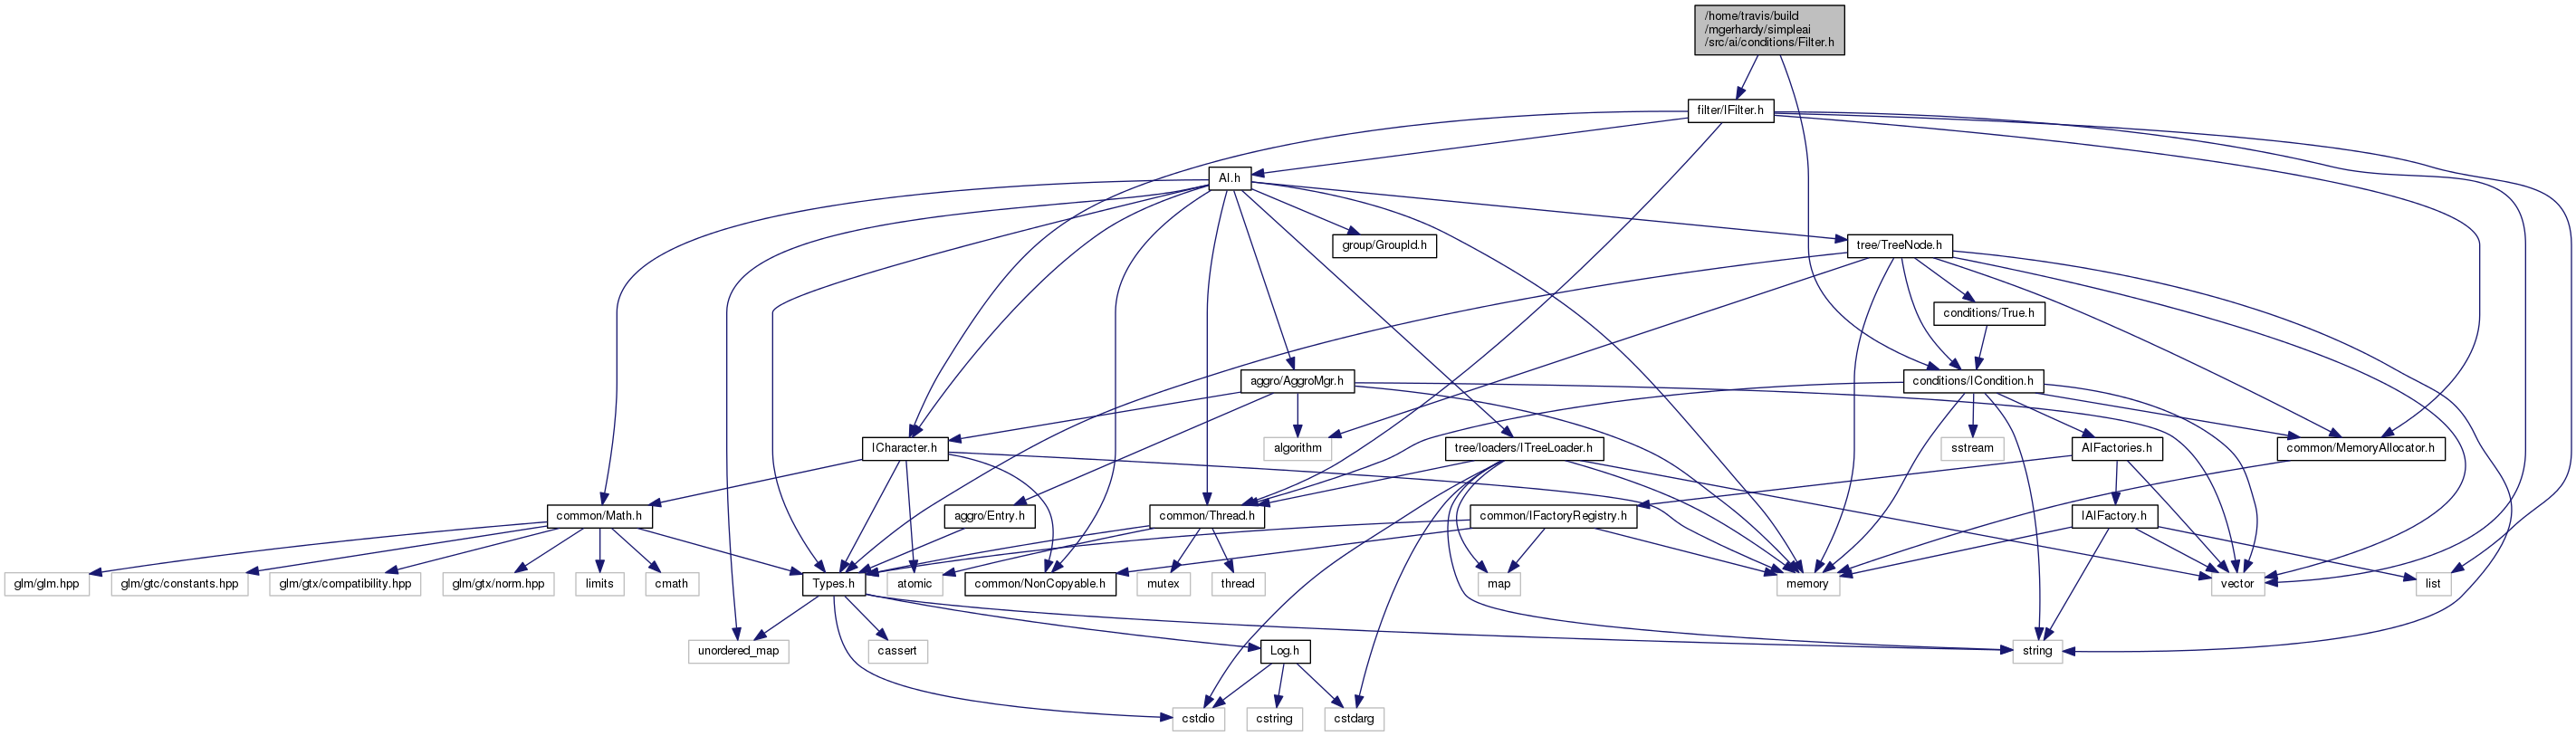 /home/travis/build
/mgerhardy/simpleai
/src/ai/conditions/Filter.h
filter/IFilter.h
AI.h
group/GroupId.h
tree/TreeNode.h
conditions/True.h
aggro/AggroMgr.h
conditions/ICondition.h
ICharacter.h
algorithm
tree/loaders/ITreeLoader.h
sstream
AIFactories.h
common/MemoryAllocator.h
common/Math.h
aggro/Entry.h
common/Thread.h
common/IFactoryRegistry.h
IAIFactory.h
glm/glm.hpp
glm/gtc/constants.hpp
glm/gtx/compatibility.hpp
glm/gtx/norm.hpp
limits
cmath
Types.h
atomic
common/NonCopyable.h
mutex
thread
map
memory
vector
list
unordered_map
cassert
Log.h
string
cstdio
cstring
cstdarg